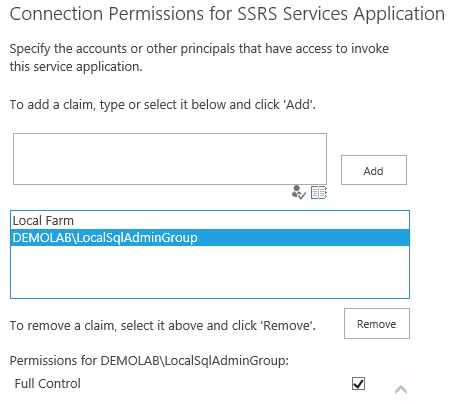 Connection Permissions for SSRS Services Application
Specify the accounts or other principals that have access to invoke
this service application.
To add a claim, type or select it below and click 'Add'.
Add
Local Farm
DEMOLAB\LocalSqlAdminGroup
To remove a claim, select it above and click 'Remove'.
Remove
Permissions for DEMOLAB\LocalSqlAdminGroup:
Full Control